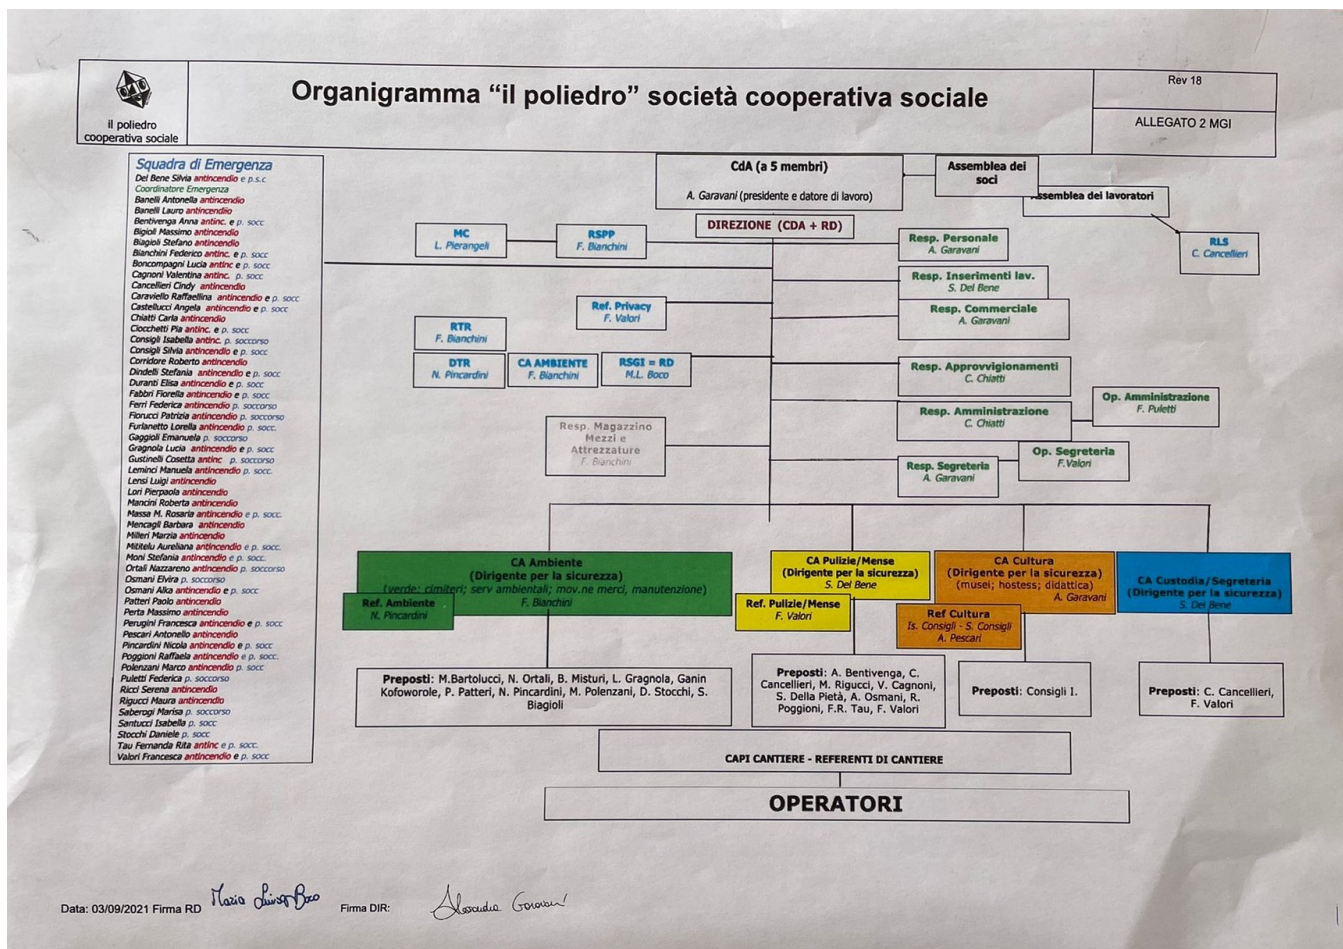 il poliedro
cooperativa sociale
Organigramma “il poliedro” società cooperativa sociale
Rev 18
ALLEGATO 2 MGI
Squadra di Emergenza
Del Bene Silvia antincendio e p.s.c
Coordinatore Emergenza
Banelli Antonella antincendio
Banelli Lauro antincendiio
Bentivenga Anna antinc. e p. socc
Bigioli Massimo antincendio
Biagioli Stefano antincendio
Bianchini Federico antinc. e p. socc
Boncompagni Lucia antinc e p. socc
Cagnoni Valentina antinc. p. socc
Cancellieri Cindy antincendio
Caraviello Raffaellina antincendio e p. socc
Castellucci Angela antincendio e p. socc
Chiatti Carla antincendio
Ciocchetti Pia antinc. e p. socc
Consigli Isabella antinc. p. soccorso
Consigli Silvia antincendio e p. socc
Corridore Roberto antincendio
Dindelli Stefania antincendio e p. socc
Duranti Elisa antincendio e p. socc
Fabbri Fiorella antincendio e p. socc
Ferri Federica antincendio p. soccorso
Fiorucci Patrizia antincendio p. soccorso
Furlanetto Lorella antincendio p. socc.
Gaggioli Emanuela p. soccorso
Gragnola Lucia antincendio e p. socc
Gustinelli Cosetta antinc p. soccorso
Leminci Manuela antincendio p. socc.
Lensi Luigi antincendio
Lori Pierpaola antincendio
Mancini Roberta antincendio
Massa M. Rosaria antincendio e p. socc.
Mencagli Barbara antincendio
Milleri Marzia antincendio
Mititelu Aureliana antincendio e p. socc.
Moni Stefania antincendio e p. socc.
Ortali Nazzareno antincendio p. soccorso
Osmani Elvira p. soccorso
Osmani Alka antincendio e p. socc
Patteri Paolo antincendio
Perta Massimo antincendio
Perugini Francesca antincendio e p. socc
Pescari Antonello antincendio
Pincardini Nicola antincendio e p. socc
Poggioni Raffaela antincendio e p. socc.
Polenzani Marco antincendio p. socc
Puletti Federica p. soccorso
Ricci Serena antincendio
Rigucci Maura antincendio
Saberogi Marisa p. soccorso
Santucci Isabella p. socc
Stocchi Daniele p. socc
Tau Fernanda Rita antinc e p. socc.
Valori Francesca antincendio e p. socc
CdA (a 5 membri)
A. Garavani (presidente e datore di lavoro)
Assemblea dei
soci
Assemblea dei lavoratori
DIREZIONE (CDA + RD)
MC
L. Pierangeli
RSPP
F. Bianchini
Resp. Personale
A. Garavani
RLS
C. Cancellieri
Resp. Inserimenti lav.
S. Del Bene
Ref. Privacy
F. Valori
Resp. Commerciale
A. Garavani
RTR
F. Bianchini
DTR
N. Pincardini
CA AMBIENTE
F. Bianchini
RSGI = RD
M.L. Boco
Resp. Approvvigionamenti
C. Chiatti
Resp. Amministrazione
C. Chiatti
Op. Amministrazione
F. Puletti
Resp. Magazzino
Mezzi e
Attrezzature
F. Bianchini
Resp. Segreteria
A. Garavani
Op. Segreteria
F.Valori
CA Ambiente
(Dirigente per la sicurezza)
(verde; cimiteri; serv ambientali; mov.ne merci, manutenzione)
F. Bianchini
Ref. Ambiente
N. Pincardini
CA Pulizie/Mense
(Dirigente per la sicurezza)
S. Del Bene
Ref. Pulizie/Mense
F. Valori
CA Cultura
(Dirigente per la sicurezza)
(musei; hostess; didattica)
A. Garavani
Ref Cultura
Is. Consigli - S. Consigli
A. Pescari
CA Custodia/Segreteria
(Dirigente per la sicurezza)
S. Del Bene
Preposti: M.Bartolucci, N. Ortali, B. Misturi, L. Gragnola, Ganin
Kofoworole, P. Patteri, N. Pincardini, M. Polenzani, D. Stocchi, S.
Biagioli
Preposti: A. Bentivenga, C.
Cancellieri, M. Rigucci, V. Cagnoni,
S. Della Pietà, A. Osmani, R.
Poggioni, F.R. Tau, F. Valori
Preposti: Consigli I.
Preposti: C. Cancellieri,
F. Valori
CAPI CANTIERE - REFERENTI DI CANTIERE
OPERATORI
Data: 03/09/2021 Firma RD Maria Luisa Boco Firma DIR: Alessandra Garavani